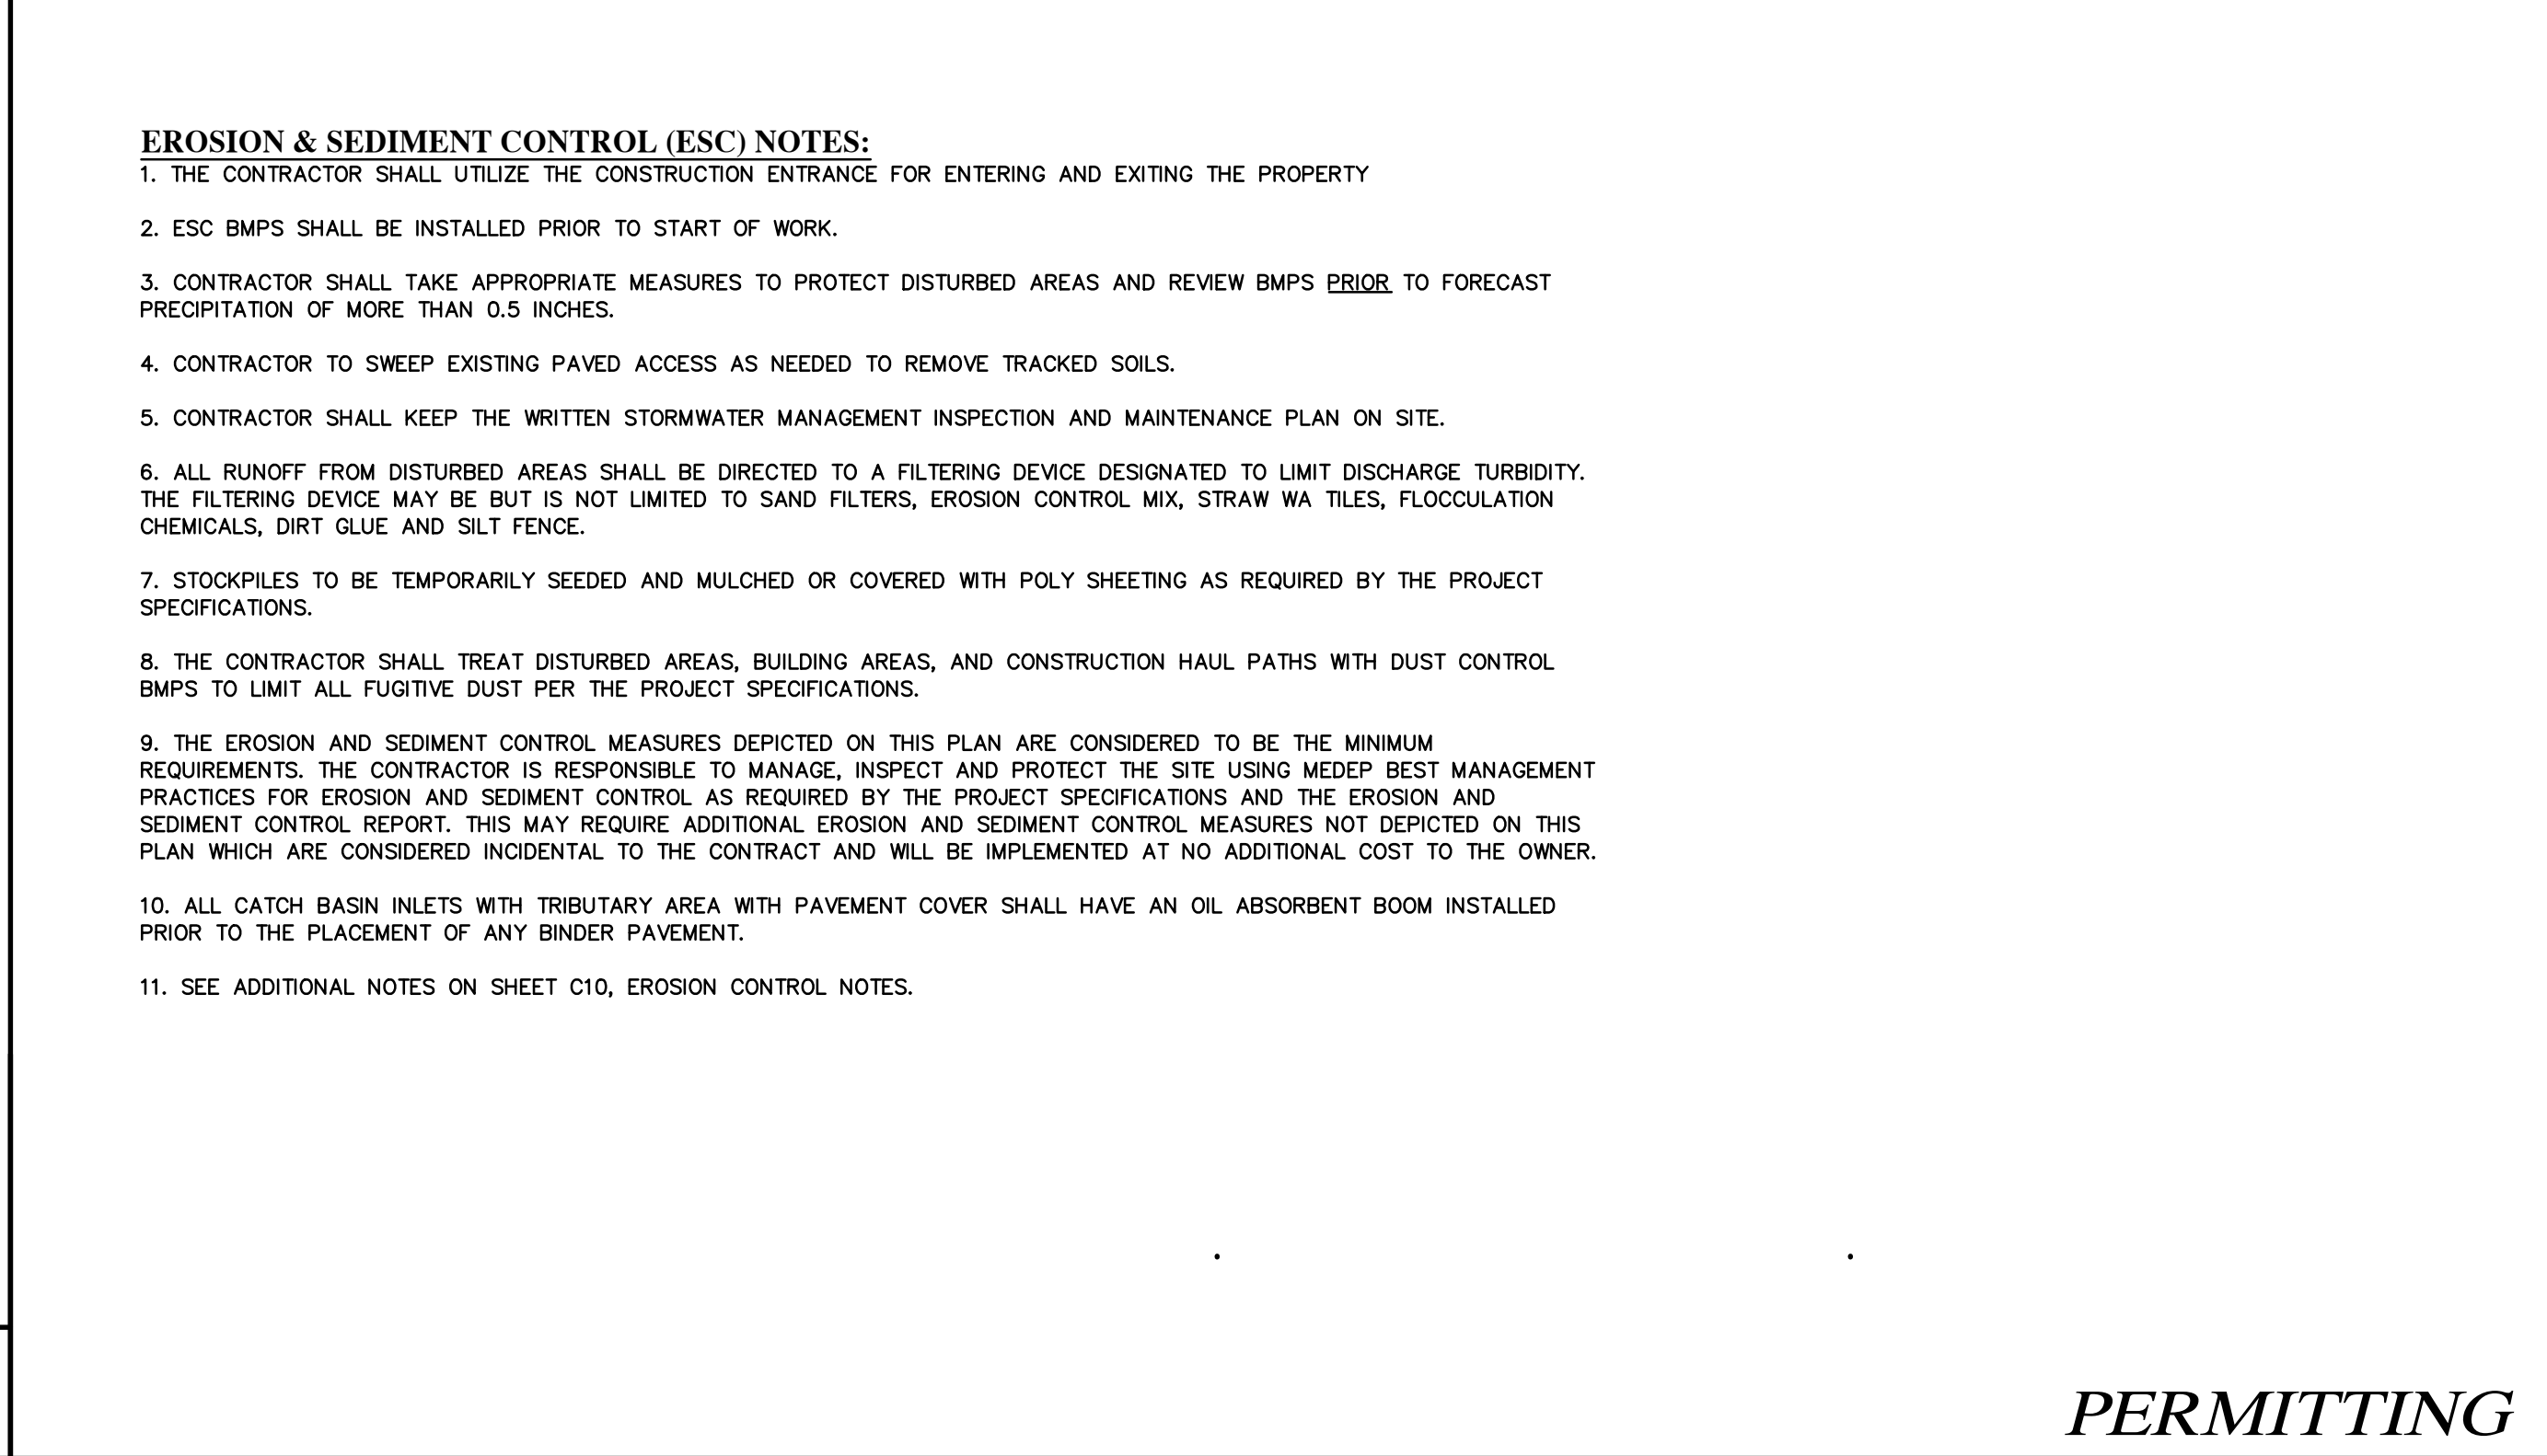 EROSION & SEDIMENT CONTROL (ESC) NOTES:
1. THE CONTRACTOR SHALL UTILIZE THE CONSTRUCTION ENTRANCE FOR ENTERING AND EXITING THE PROPERTY
2. ESC BMPS SHALL BE INSTALLED PRIOR TO START OF WORK.
3. CONTRACTOR SHALL TAKE APPROPRIATE MEASURES TO PROTECT DISTURBED AREAS AND REVIEW BMPS PRIOR TO FORECAST
PRECIPITATION OF MORE THAN 0.5 INCHES.
4. CONTRACTOR TO SWEEP EXISTING PAVED ACCESS AS NEEDED TO REMOVE TRACKED SOILS.
5. CONTRACTOR SHALL KEEP THE WRITTEN STORMWATER MANAGEMENT INSPECTION AND MAINTENANCE PLAN ON SITE.
6. ALL RUNOFF FROM DISTURBED AREAS SHALL BE DIRECTED TO A FILTERING DEVICE DESIGNATED TO LIMIT DISCHARGE TURBIDITY.
THE FILTERING DEVICE MAY BE BUT IS NOT LIMITED TO SAND FILTERS, EROSION CONTROL MIX, STRAW WA TILES, FLOCCULATION
CHEMICALS, DIRT GLUE AND SILT FENCE.
7. STOCKPILES TO BE TEMPORARILY SEEDED AND MULCHED OR COVERED WITH POLY SHEETING AS REQUIRED BY THE PROJECT
SPECIFICATIONS.
8. THE CONTRACTOR SHALL TREAT DISTURBED AREAS, BUILDING AREAS, AND CONSTRUCTION HAUL PATHS WITH DUST CONTROL
BMPS TO LIMIT ALL FUGITIVE DUST PER THE PROJECT SPECIFICATIONS.
9. THE EROSION AND SEDIMENT CONTROL MEASURES DEPICTED ON THIS PLAN ARE CONSIDERED TO BE THE MINIMUM
REQUIREMENTS. THE CONTRACTOR IS RESPONSIBLE TO MANAGE, INSPECT AND PROTECT THE SITE USING MEDEP BEST MANAGEMENT
PRACTICES FOR EROSION AND SEDIMENT CONTROL AS REQUIRED BY THE PROJECT SPECIFICATIONS AND THE EROSION AND
SEDIMENT CONTROL REPORT. THIS MAY REQUIRE ADDITIONAL EROSION AND SEDIMENT CONTROL MEASURES NOT DEPICTED ON THIS
PLAN WHICH ARE CONSIDERED INCIDENTAL TO THE CONTRACT AND WILL BE IMPLEMENTED AT NO ADDITIONAL COST TO THE OWNER.
10. ALL CATCH BASIN INLETS WITH TRIBUTARY AREA WITH PAVEMENT COVER SHALL HAVE AN OIL ABSORBENT BOOM INSTALLED
PRIOR TO THE PLACEMENT OF ANY BINDER PAVEMENT.
11. SEE ADDITIONAL NOTES ON SHEET C10, EROSION CONTROL NOTES.
PERMITTING